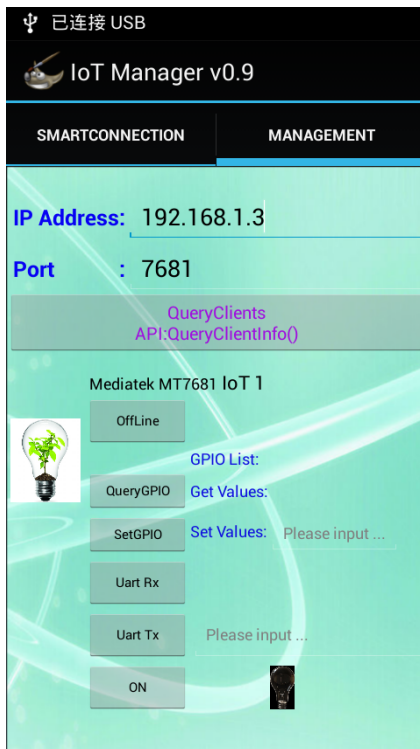 已连接 USB
IoT Manager v0.9
SMARTCONNECTION MANAGEMENT
IP Address: 192.168.1.3
Port : 7681
QueryClients
API:QueryClientInfo()
Mediatek MT7681 IoT 1
OffLine
GPIO List:
QueryGPIO Get Values:
SetGPIO Set Values: Please input ...
Uart Rx
Uart Tx Please input ...
ON